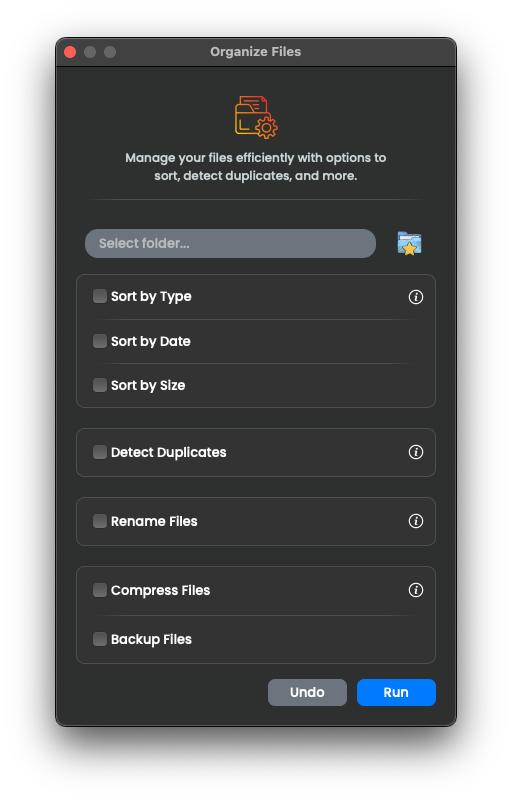 Organize Files
Manage your files efficiently with options to
sort, detect duplicates, and more.
Select folder...
Sort by Type
Sort by Date
Sort by Size
Detect Duplicates
Rename Files
Compress Files
Backup Files
Undo Run